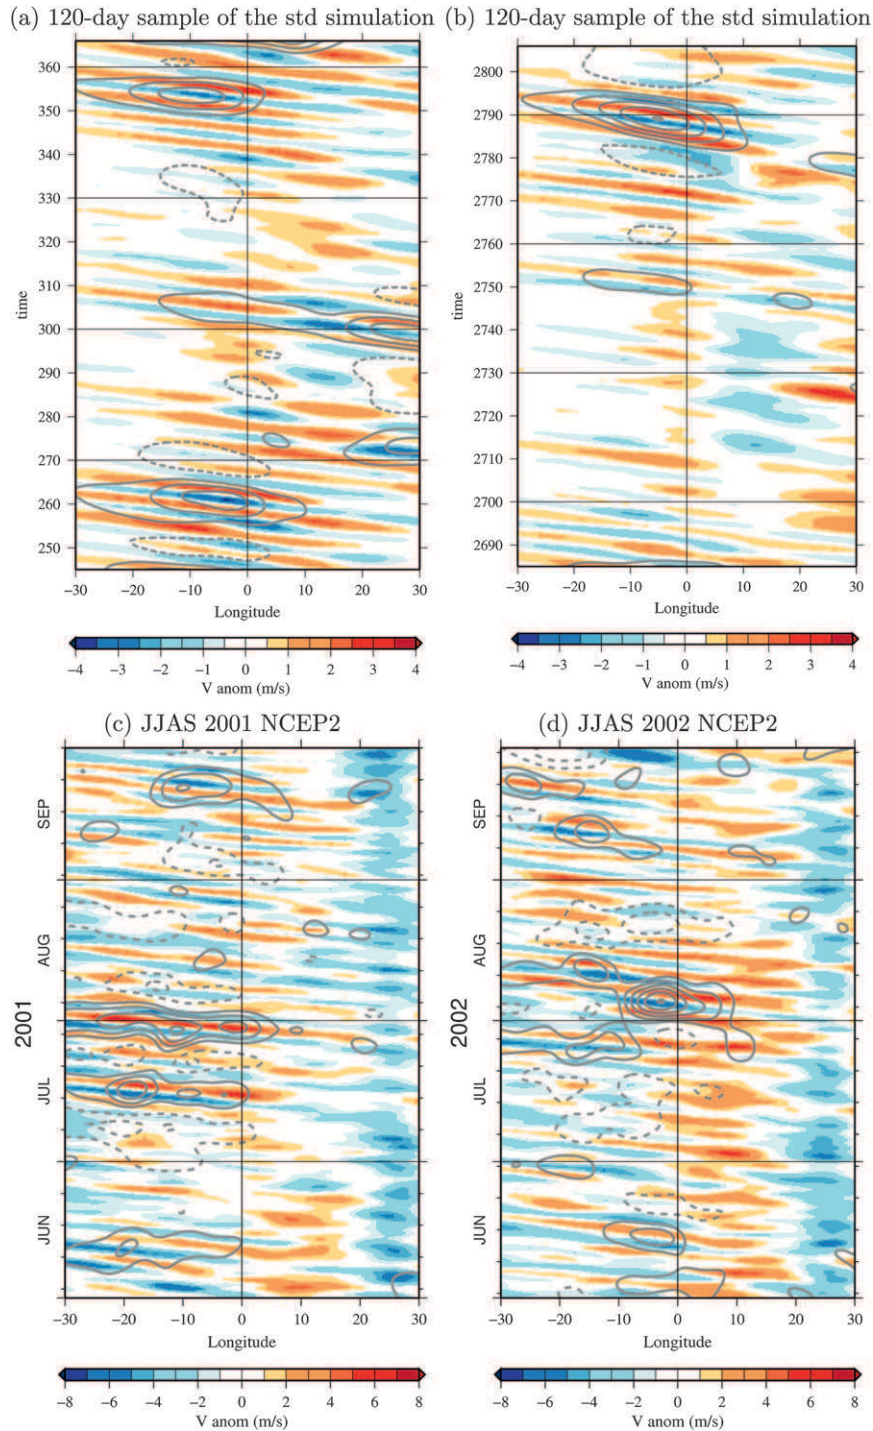 (a) 120-day sample of the std simulation
(b) 120-day sample of the std simulation
time
360
350
340
330
320
310
300
290
280
270
260
250
−30 −20 −10 0 10 20 30
Longitude
−4 −3 −2 −1 0 1 2 3 4
V anom (m/s)
time
2800
2790
2780
2770
2760
2750
2740
2730
2720
2710
2700
2690
−30 −20 −10 0 10 20 30
Longitude
−4 −3 −2 −1 0 1 2 3 4
V anom (m/s)
(c) JJAS 2001 NCEP2
(d) JJAS 2002 NCEP2
2001
SEP
AUG
JUL
JUN
−30 −20 −10 0 10 20 30
Longitude
−8 −6 −4 −2 0 2 4 6 8
V anom (m/s)
2002
SEP
AUG
JUL
JUN
−30 −20 −10 0 10 20 30
Longitude
−8 −6 −4 −2 0 2 4 6 8
V anom (m/s)